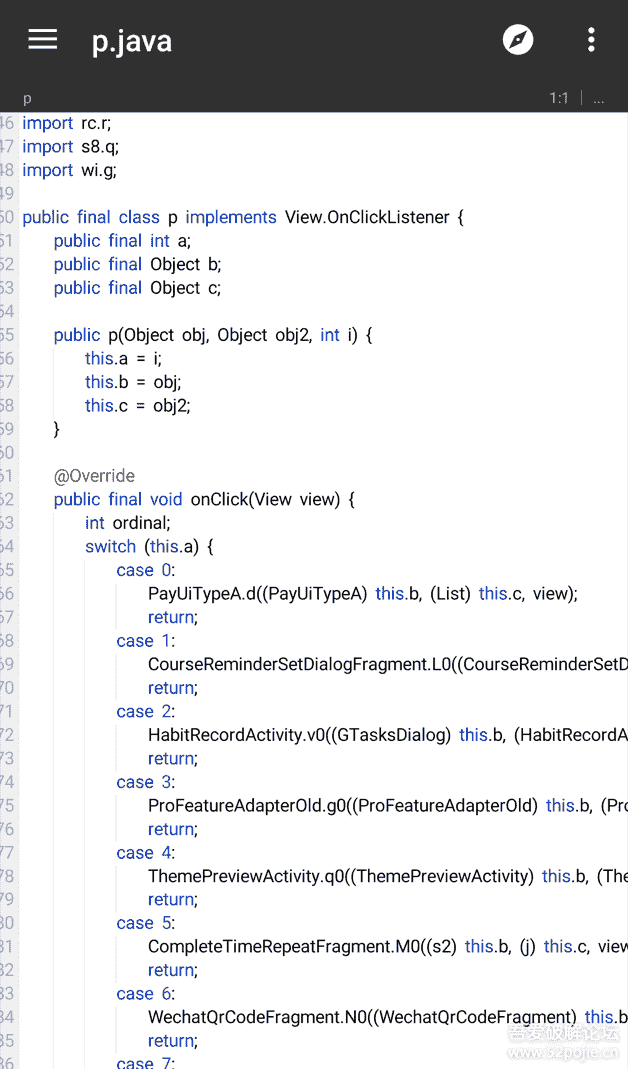 p.java
p 1:1 ...
46 import rc.r;
47 import s8.q;
48 import wi.g;
49
50 public final class p implements View.OnClickListener {
51 public final int a;
52 public final Object b;
53 public final Object c;
54
55 public p(Object obj, Object obj2, int i) {
56 this.a = i;
57 this.b = obj;
58 this.c = obj2;
59 }
60
61 @Override
62 public final void onClick(View view) {
63 int ordinal;
64 switch (this.a) {
65 case 0:
66 PayUiTypeA.d((PayUiTypeA) this.b, (List) this.c, view);
67 return;
68 case 1:
69 CourseReminderSetDialogFragment.L0((CourseReminderSetD
70 return;
71 case 2:
72 HabitRecordActivity.v0((GTasksDialog) this.b, (HabitRecordA
73 return;
74 case 3:
75 ProFeatureAdapterOld.g0((ProFeatureAdapterOld) this.b, (Pro
76 return;
77 case 4:
78 ThemePreviewActivity.q0((ThemePreviewActivity) this.b, (The
79 return;
80 case 5:
81 CompleteTimeRepeatFragment.M0((s2) this.b, (j) this.c, view
82 return;
83 case 6:
84 WechatQrCodeFragment.N0((WechatQrCodeFragment) this.b
85 return;
86 case 7:
吾爱破解论坛
www.52pojie.cn